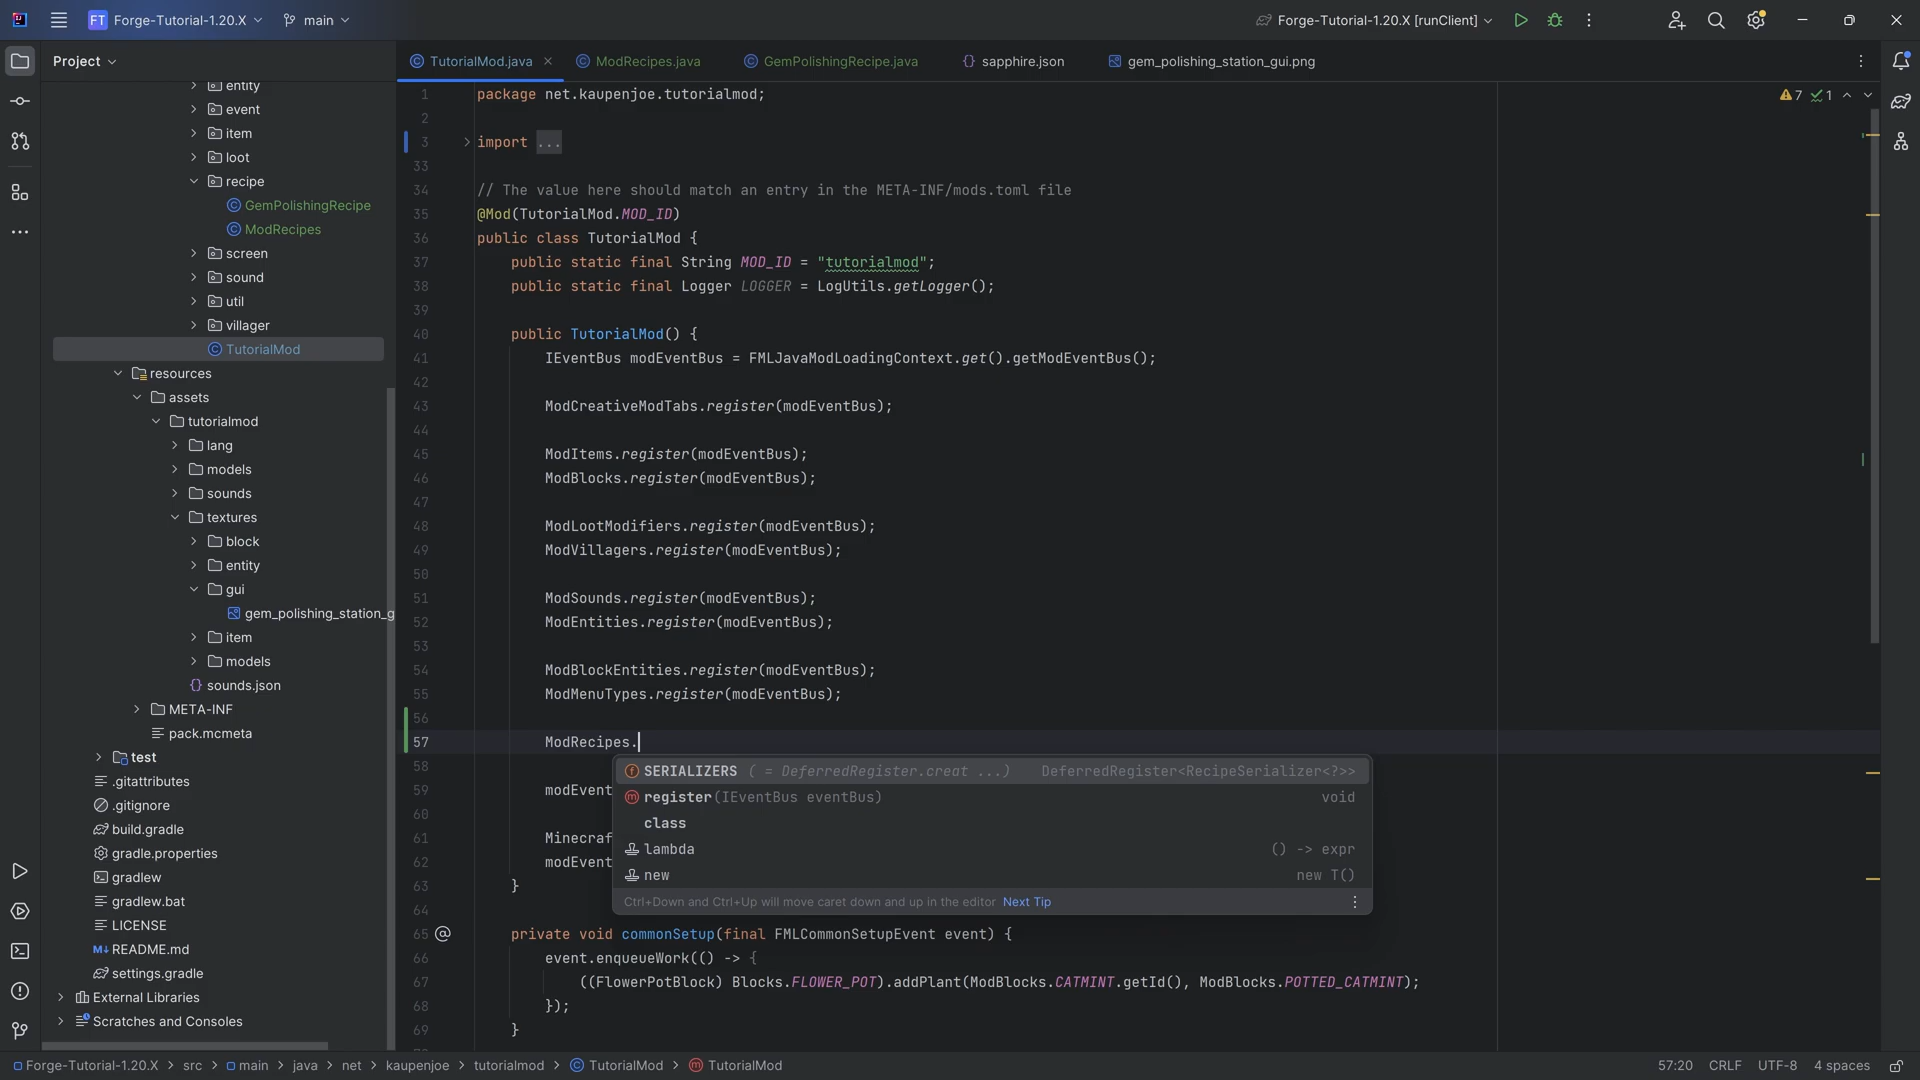 FT Forge-Tutorial-1.20.X main Forge-Tutorial-1.20.X [runClient]
Project
entity
event
item
loot
recipe
GemPolishingRecipe
ModRecipes
screen
sound
util
villager
TutorialMod
resources
assets
tutorialmod
lang
models
sounds
textures
block
entity
gui
gem_polishing_station_g
item
models
sounds.json
META-INF
pack.mcmeta
test
.gitattributes
.gitignore
build.gradle
gradle.properties
gradlew
gradlew.bat
LICENSE
README.md
settings.gradle
External Libraries
Scratches and Consoles
TutorialMod.java ModRecipes.java GemPolishingRecipe.java sapphire.json gem_polishing_station_gui.png
7 1
1 package net.kaupenjoe.tutorialmod;
2
3 import ...
33
34 // The value here should match an entry in the META-INF/mods.toml file
35 @Mod(TutorialMod.MOD_ID)
36 public class TutorialMod {
37 public static final String MOD_ID = "tutorialmod";
38 public static final Logger LOGGER = LogUtils.getLogger();
39
40 public TutorialMod() {
41 IEventBus modEventBus = FMLJavaModLoadingContext.get().getModEventBus();
42
43 ModCreativeModTabs.register(modEventBus);
44
45 ModItems.register(modEventBus);
46 ModBlocks.register(modEventBus);
47
48 ModLootModifiers.register(modEventBus);
49 ModVillagers.register(modEventBus);
50
51 ModSounds.register(modEventBus);
52 ModEntities.register(modEventBus);
53
54 ModBlockEntities.register(modEventBus);
55 ModMenuTypes.register(modEventBus);
56
57 ModRecipes.
58 SERIALIZERS ( = DeferredRegister.creat ...) DeferredRegister<RecipeSerializer<?>>
59 modEvent register(IEventBus eventBus) void
60 class
61 Minecraf lambda () -> expr
62 modEvent new new T()
63 } Ctrl+Down and Ctrl+Up will move caret down and up in the editor Next Tip
64
65 private void commonSetup(final FMLCommonSetupEvent event) {
66 event.enqueueWork(() -> {
67 ((FlowerPotBlock) Blocks.FLOWER_POT).addPlant(ModBlocks.CATMINT.getId(), ModBlocks.POTTED_CATMINT);
68 });
69 }
Forge-Tutorial-1.20.X > src > main > java > net > kaupenjoe > tutorialmod > TutorialMod > TutorialMod 57:20 CRLF UTF-8 4 spaces